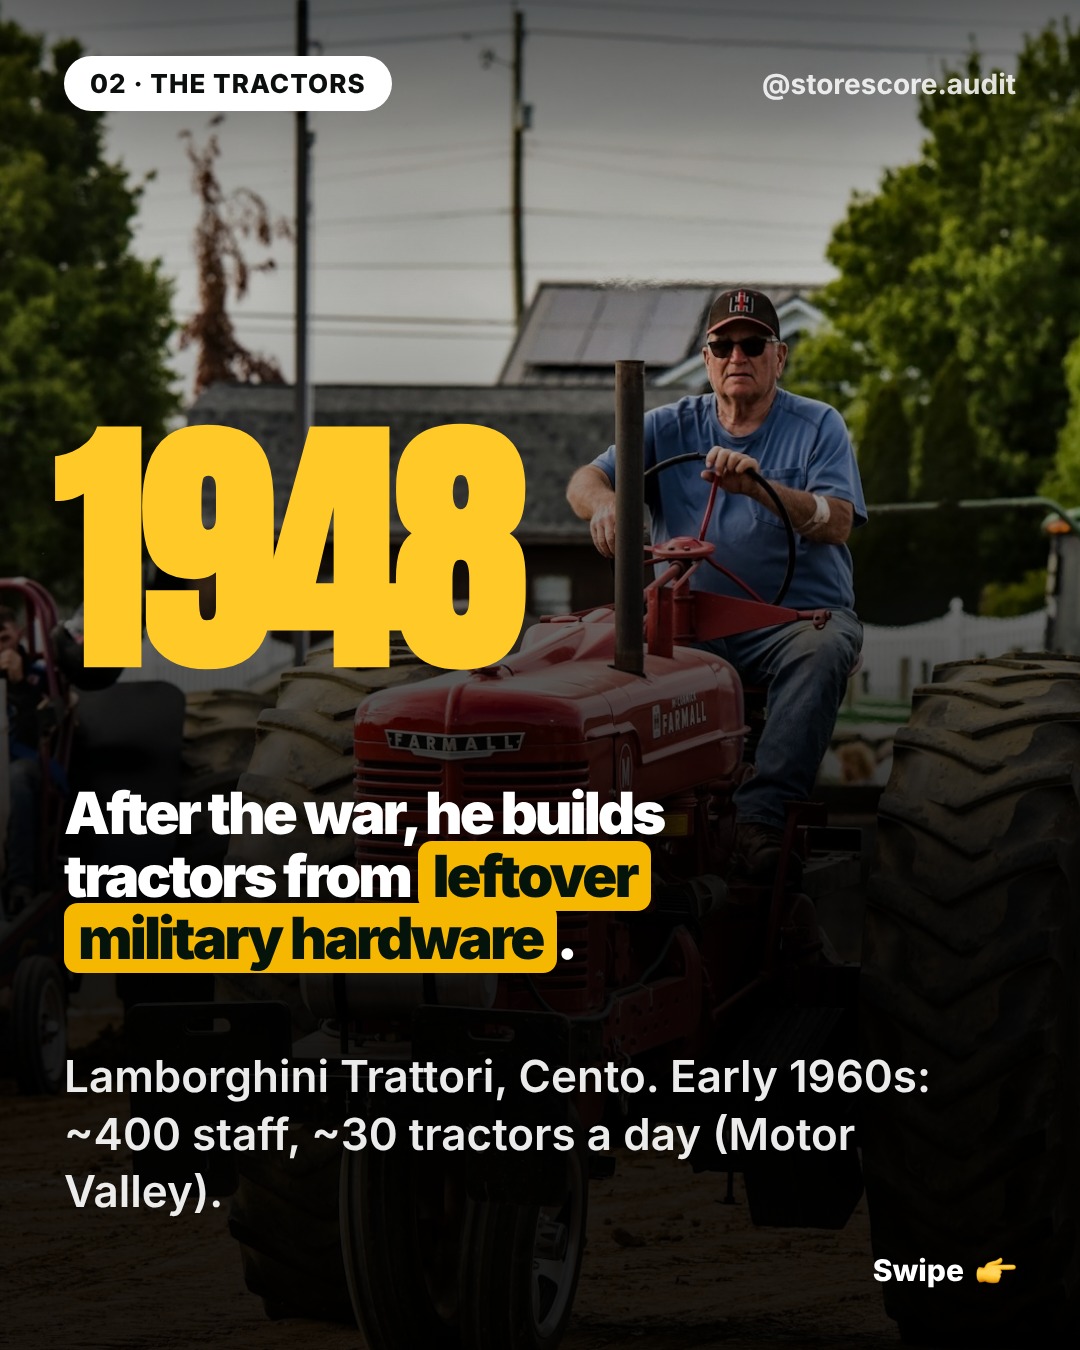 02 · THE TRACTORS
@storescore.audit
1948
FARMALL
McCORMICK
FARMALL
M
After the war, he builds
tractors from leftover
military hardware.
Lamborghini Trattori, Cento. Early 1960s:
~400 staff, ~30 tractors a day (Motor
Valley).
Swipe 👉